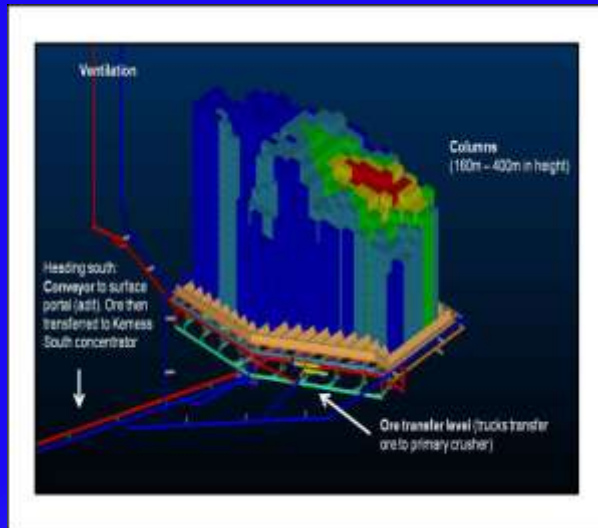 Ventilation
Columns
(160m – 400m in height)
Heading south:
Conveyor to surface
portal (adit). Ore then
transferred to Kemess
South concentrator
Ore transfer level (trucks transfer
ore to primary crusher)